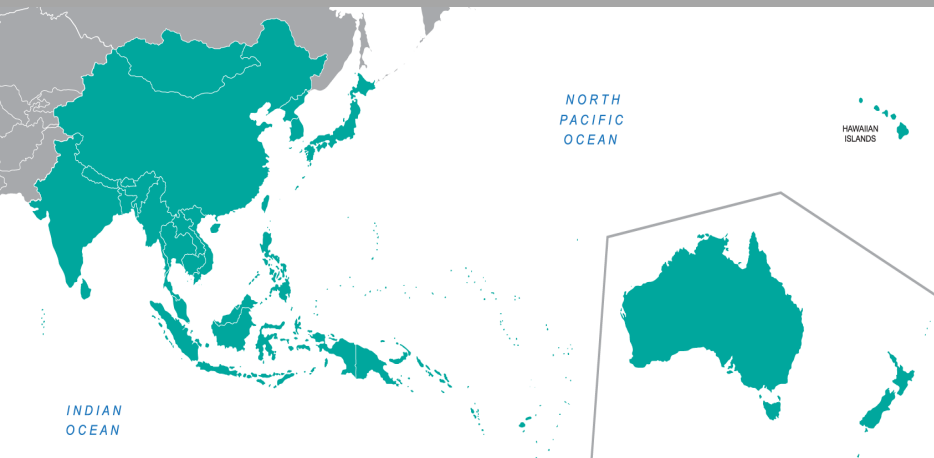 NORTH
PACIFIC
OCEAN
HAWAIIAN
ISLANDS
INDIAN
OCEAN